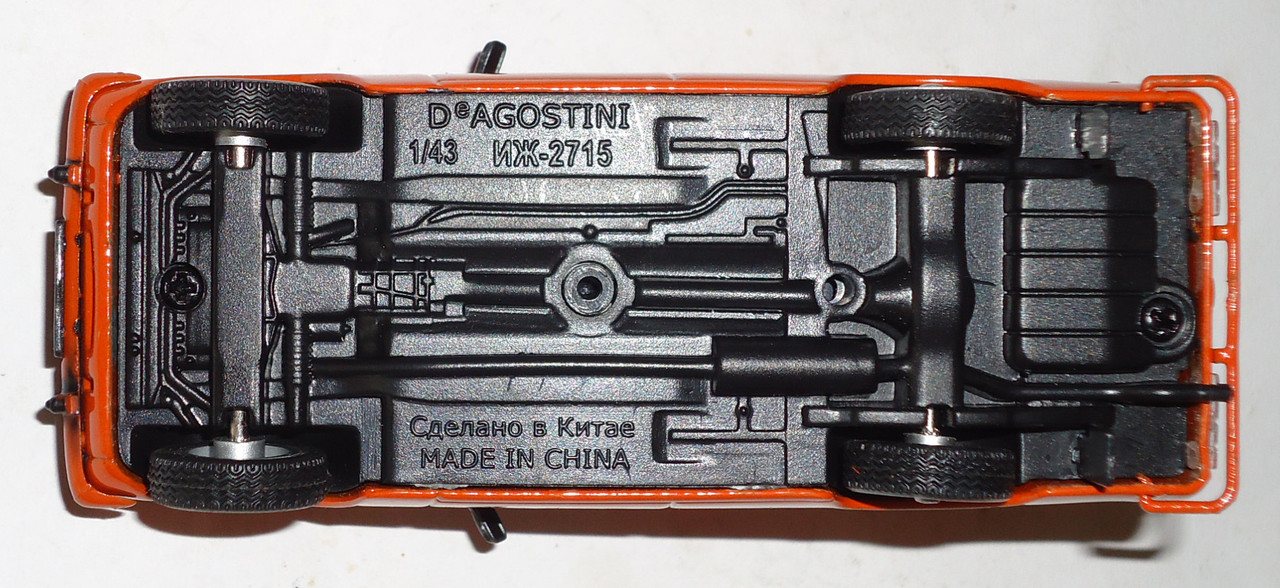 DeAGOSTINI
1/43 ИЖ-2715
Сделано в Китае
MADE IN CHINA